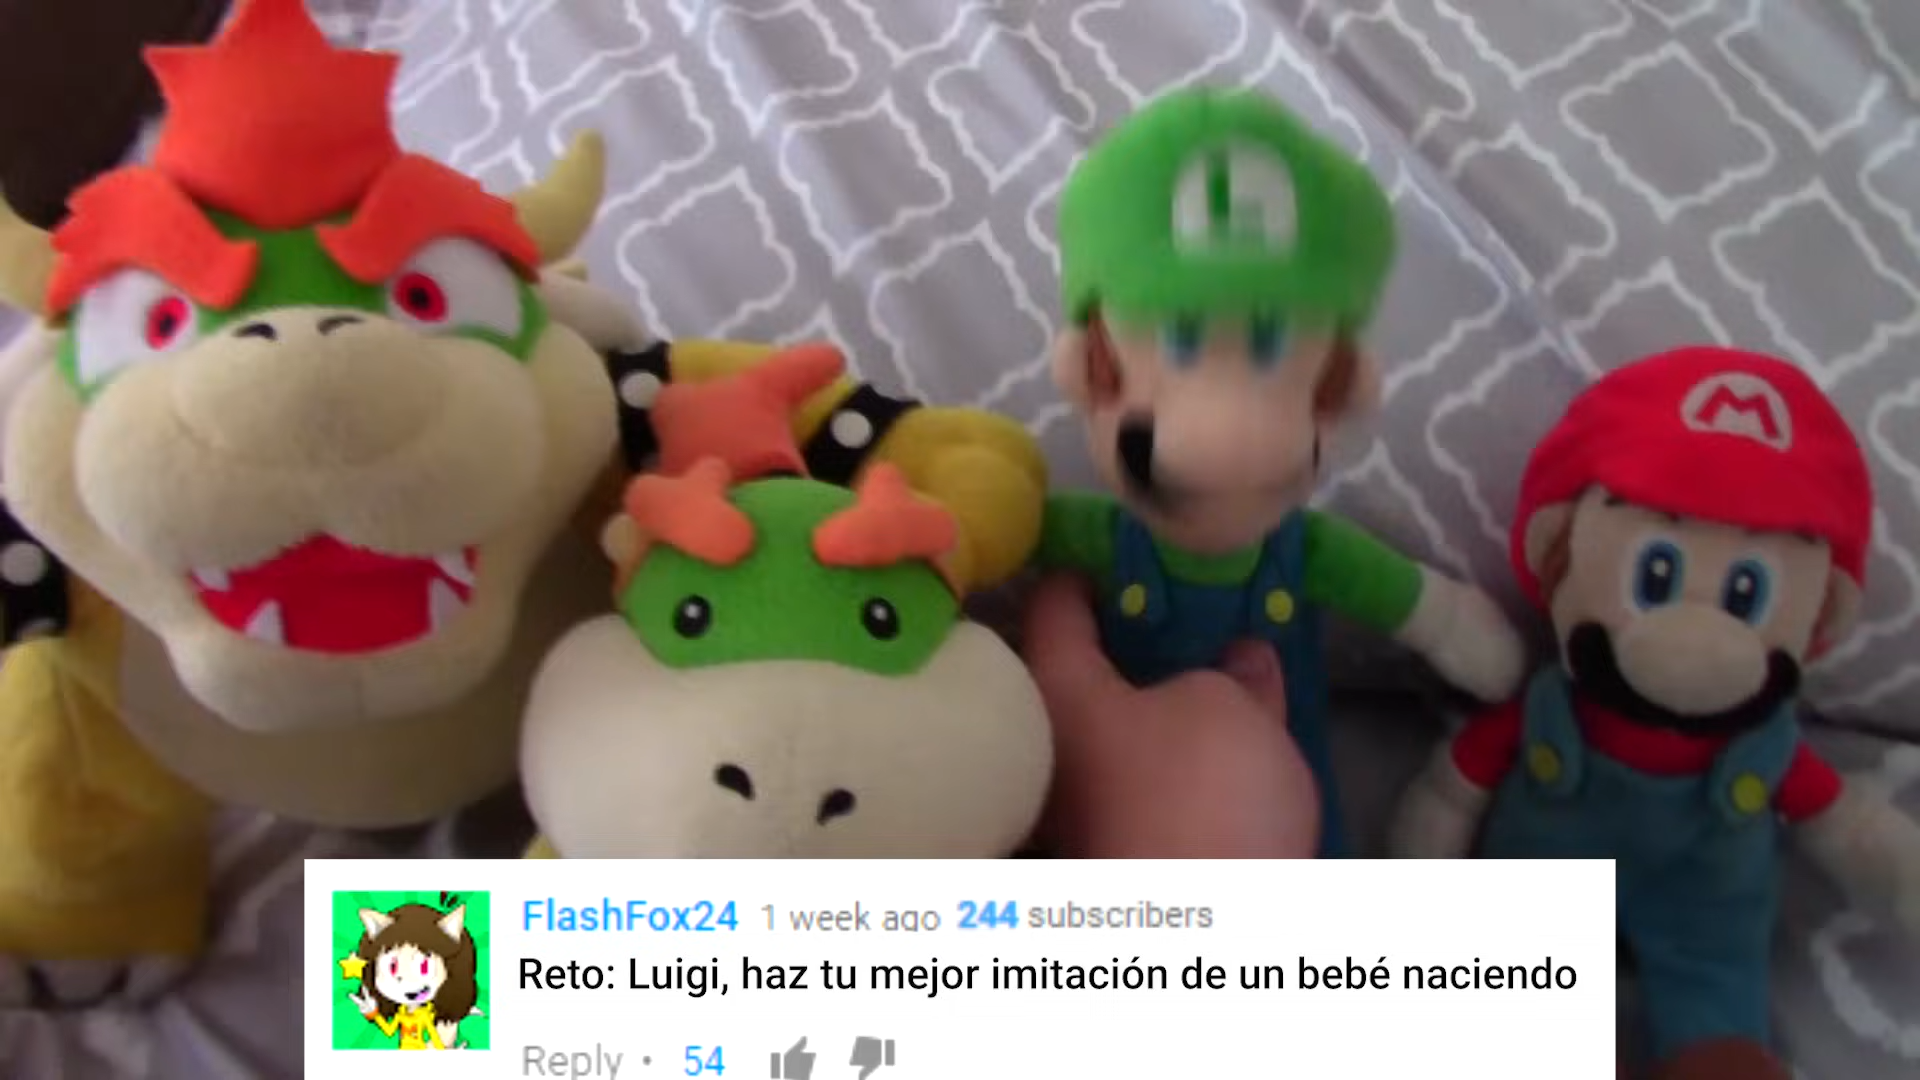 L
M
FlashFox24 1 week ago 244 subscribers
Reto: Luigi, haz tu mejor imitación de un bebé naciendo
Reply • 54